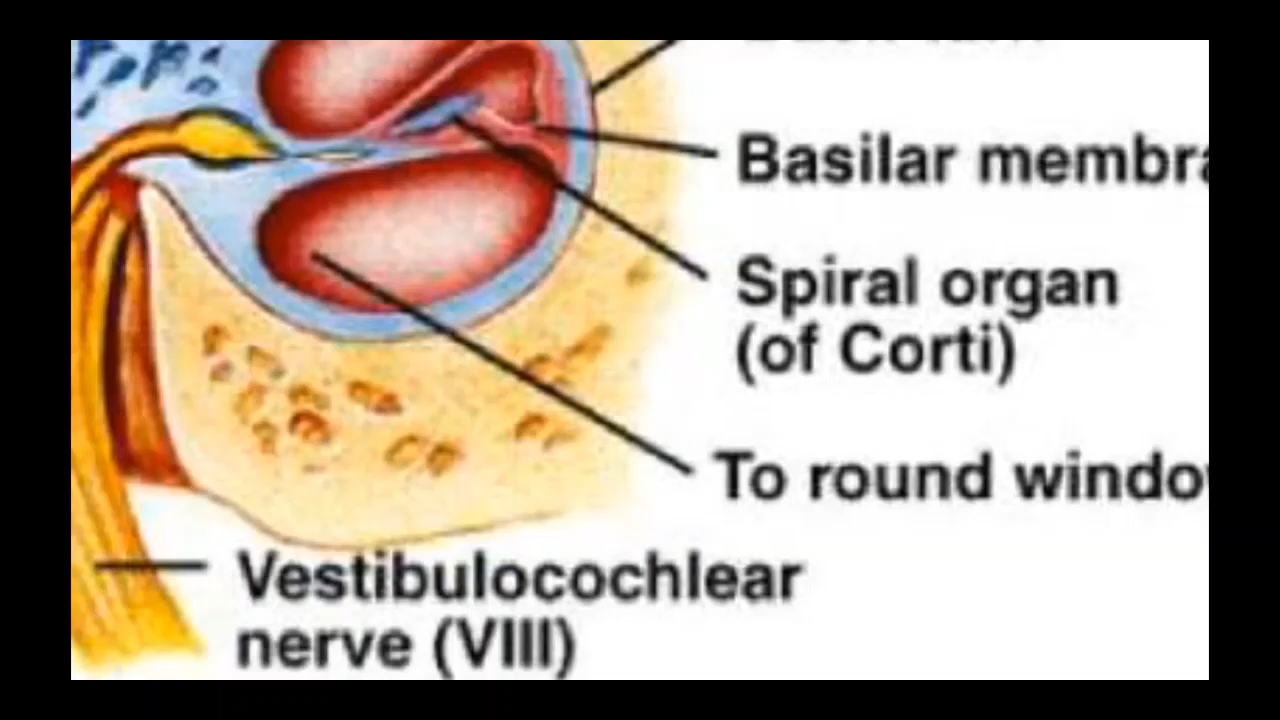 Basilar membra
Spiral organ
(of Corti)
To round windo
Vestibulocochlear
nerve (VIII)